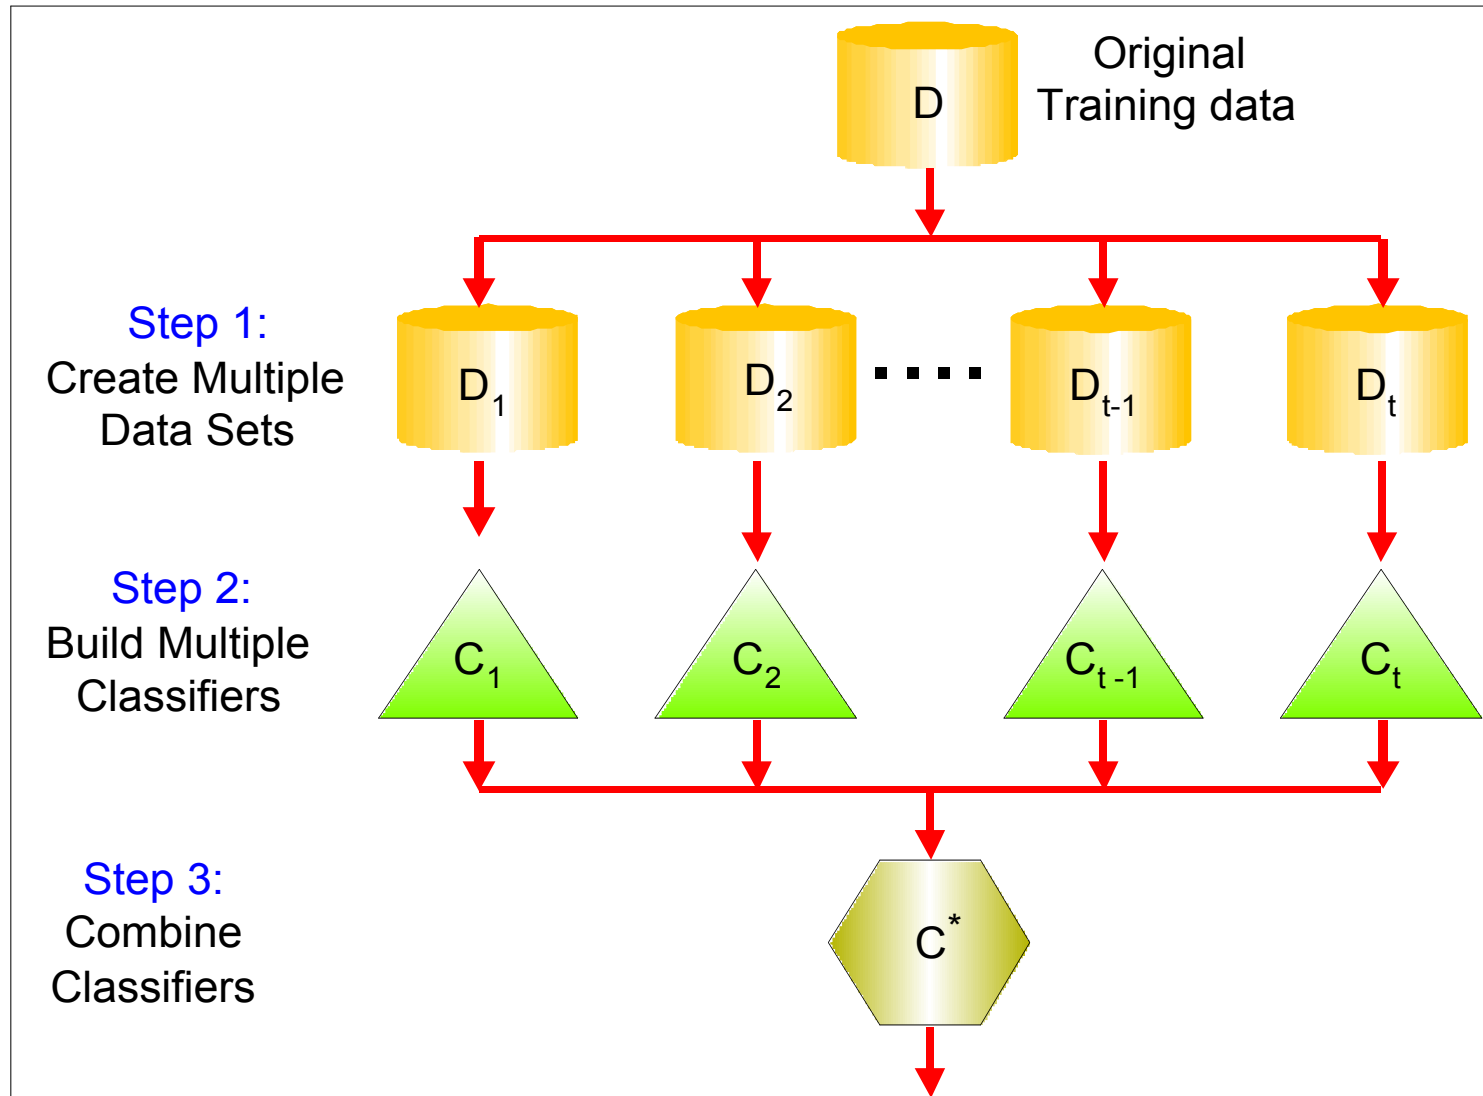 Original
Training data
D
Step 1:
Create Multiple
Data Sets
D₁
D₂
Dₜ₋₁
Dₜ
Step 2:
Build Multiple
Classifiers
C₁
C₂
Cₜ ₋₁
Cₜ
Step 3:
Combine
Classifiers
C*